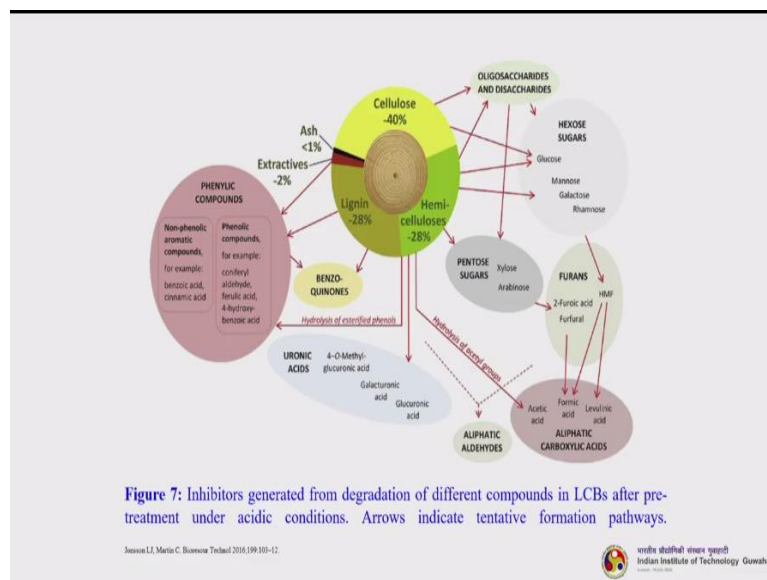 OLIGOSACCHARIDES
AND DISACCHARIDES
Cellulose
-40%
HEXOSE
SUGARS
Ash
<1%
Glucose
Extractives
-2%
Mannose
Galactose
Rhamnose
PHENYLIC
COMPOUNDS
Lignin
-28%
Hemi-
celluloses
-28%
Non-phenolic
aromatic
compounds,
for example:
benzoic acid,
cinnamic acid
Phenolic
compounds,
for example:
coniferyl
aldehyde,
ferulic acid,
4-hydroxy-
benzoic acid
BENZO-
QUINONES
PENTOSE
SUGARS
Xylose
Arabinose
FURANS
HMF
2-Furoic acid
Furfural
Hydrolysis of esterified phenols
Hydrolysis of acetyl groups
URONIC
ACIDS
4-O-Methyl-
glucuronic acid
Galacturonic
acid
Glucuronic
acid
Acetic
acid
Formic
acid
Levulinic
acid
ALIPHATIC
ALDEHYDES
ALIPHATIC
CARBOXYLIC ACIDS
Figure 7: Inhibitors generated from degradation of different compounds in LCBs after pre-
treatment under acidic conditions. Arrows indicate tentative formation pathways.
Jonsson LJ, Martin C. Bioresour Technol 2016;199:103–12.
भारतीय प्रौद्योगिकी संस्थान गुवाहाटी
Indian Institute of Technology Guwah